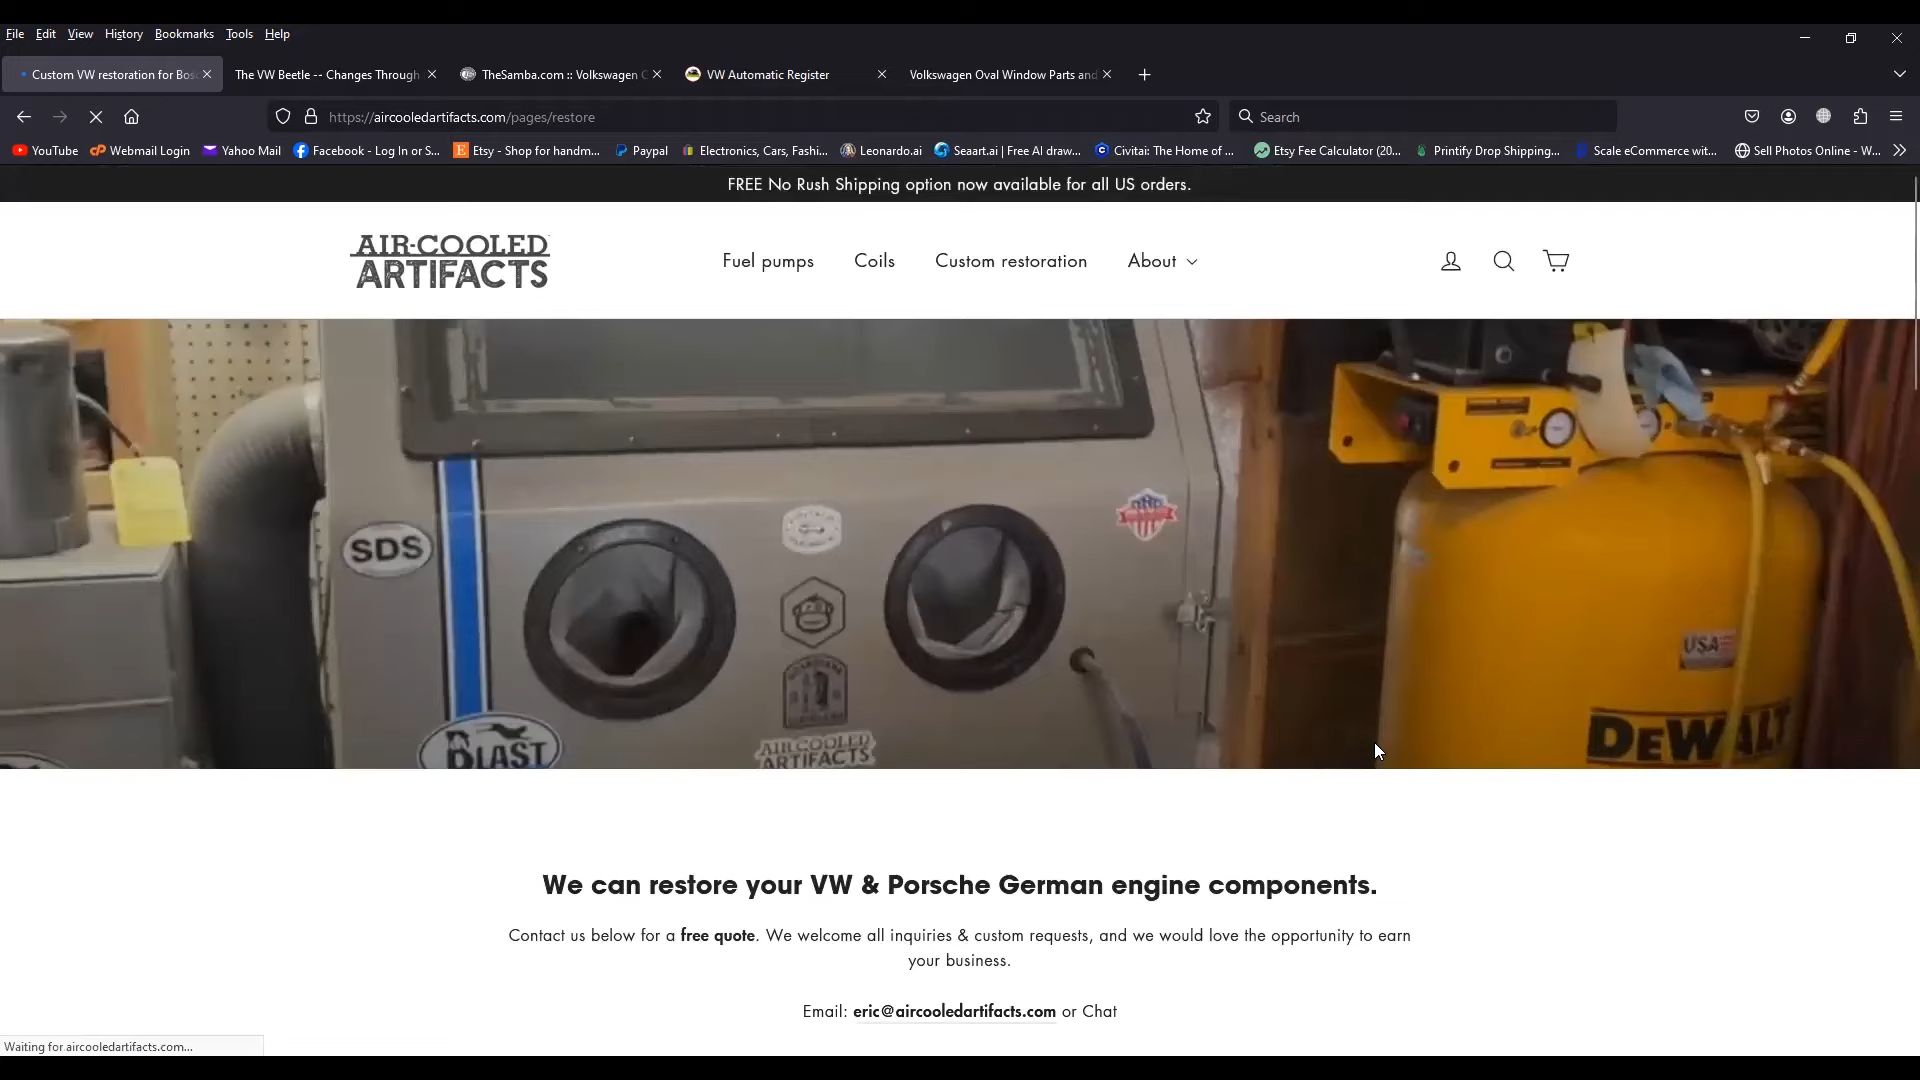 File Edit View History Bookmarks Tools Help
Custom VW restoration for Bos
The VW Beetle -- Changes Through
TheSamba.com :: Volkswagen C
VW Automatic Register
Volkswagen Oval Window Parts and
https://aircooledartifacts.com/pages/restore
Search
YouTube
Webmail Login
Yahoo Mail
Facebook - Log In or S...
Etsy - Shop for handm...
Paypal
Electronics, Cars, Fashi...
Leonardo.ai
Seaart.ai | Free AI draw...
Civitai: The Home of ...
Etsy Fee Calculator (20...
Printify Drop Shipping...
Scale eCommerce wit...
Sell Photos Online - W...
FREE No Rush Shipping option now available for all US orders.
AIR-COOLED
ARTIFACTS
Fuel pumps Coils Custom restoration About
SDS
BLAST
AIR-COOLED
ARTIFACTS
USA
DEWALT
We can restore your VW & Porsche German engine components.
Contact us below for a free quote. We welcome all inquiries & custom requests, and we would love the opportunity to earn
your business.
Email: eric@aircooledartifacts.com or Chat
Waiting for aircooledartifacts.com...